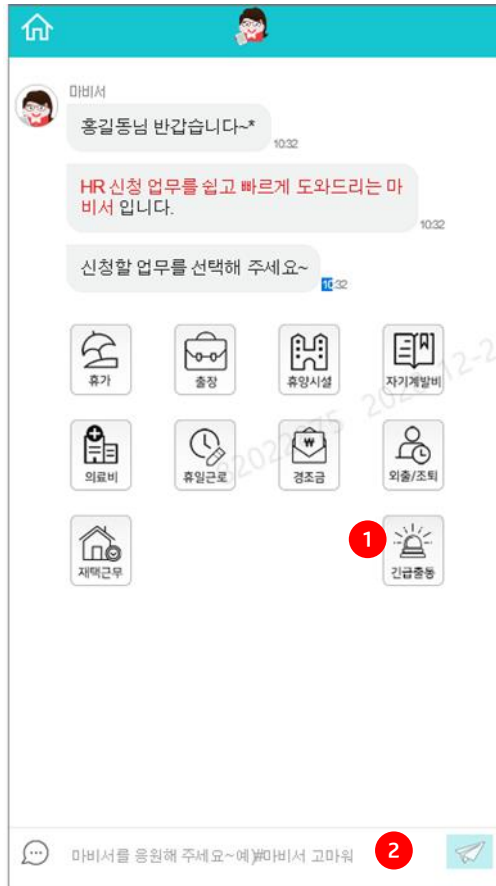 마비서
홍길동님 반갑습니다~*
10:32
HR 신청 업무를 쉽고 빠르게 도와드리는 마
비서 입니다.
10:32
신청할 업무를 선택해 주세요~
10:32
휴가
출장
휴양시설
자기계발비
의료비
휴일근로
경조금
외출/조퇴
재택근무
1
긴급출동
마비서를 응원해 주세요~예)#마비서 고마워
2